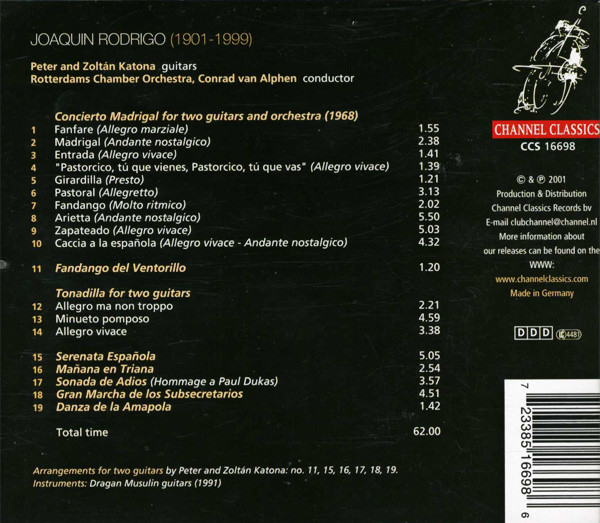 JOAQUIN RODRIGO (1901-1999)
Peter and Zoltán Katona guitars
Rotterdams Chamber Orchestra, Conrad van Alphen conductor
Concierto Madrigal for two guitars and orchestra (1968)
1 Fanfare (Allegro marziale) 1.55
2 Madrigal (Andante nostalgico) 2.38
3 Entrada (Allegro vivace) 1.41
4 "Pastorcico, tú que vienes, Pastorcico, tú que vas" (Allegro vivace) 1.39
5 Girardilla (Presto) 1.21
6 Pastoral (Allegretto) 3.13
7 Fandango (Molto ritmico) 2.02
8 Arietta (Andante nostalgico) 5.50
9 Zapateado (Allegro vivace) 5.03
10 Caccia a la española (Allegro vivace - Andante nostalgico) 4.32
11 Fandango del Ventorillo 1.20
Tonadilla for two guitars
12 Allegro ma non troppo 2.21
13 Minueto pomposo 4.59
14 Allegro vivace 3.38
15 Serenata Española 5.05
16 Mañana en Triana 2.54
17 Sonada de Adios (Hommage a Paul Dukas) 3.57
18 Gran Marcha de los Subsecretarios 4.51
19 Danza de la Amapola 1.42
Total time 62.00
Arrangements for two guitars by Peter and Zoltán Katona: no. 11, 15, 16, 17, 18, 19.
Instruments: Dragan Musulin guitars (1991)
CHANNEL CLASSICS
CCS 16698
© & ℗ 2001
Production & Distribution
Channel Classics Records bv
E-mail clubchannel@channel.nl
More information about
our releases can be found on the
WWW:
www.channelclassics.com
Made in Germany
DDD LC 4481
7 23385 16698 6